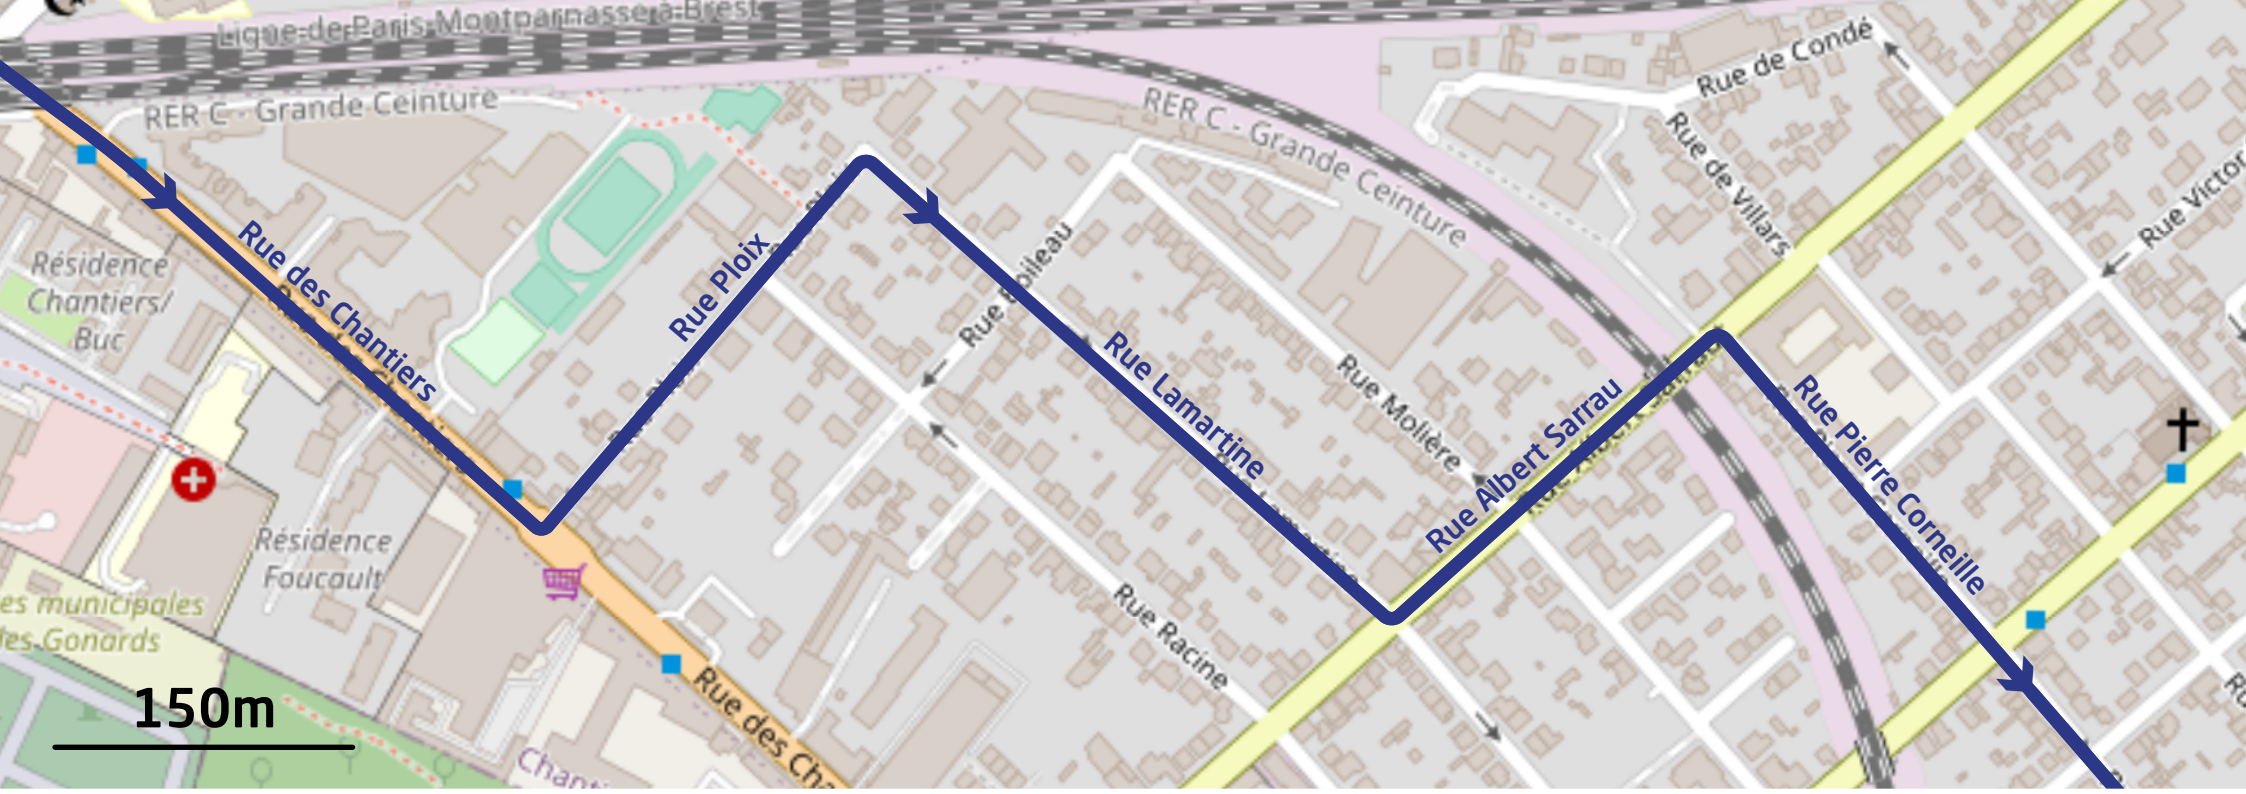 Ligne de Paris-Montparnasse à Brest
RER C - Grande Ceinture
RER C - Grande Ceinture
Rue de Condé
Rue de Villars
Rue Victor
Résidence
Chantiers/
Buc
Rue des Chantiers
Rue Ploix
Rue Boileau
Rue Lamartine
Rue Molière
Rue Albert Sarrau
Rue Pierre Corneille
Résidence
Foucault
es municipales
des Gonards
Rue Racine
Rue des Cha
Chanti
150m